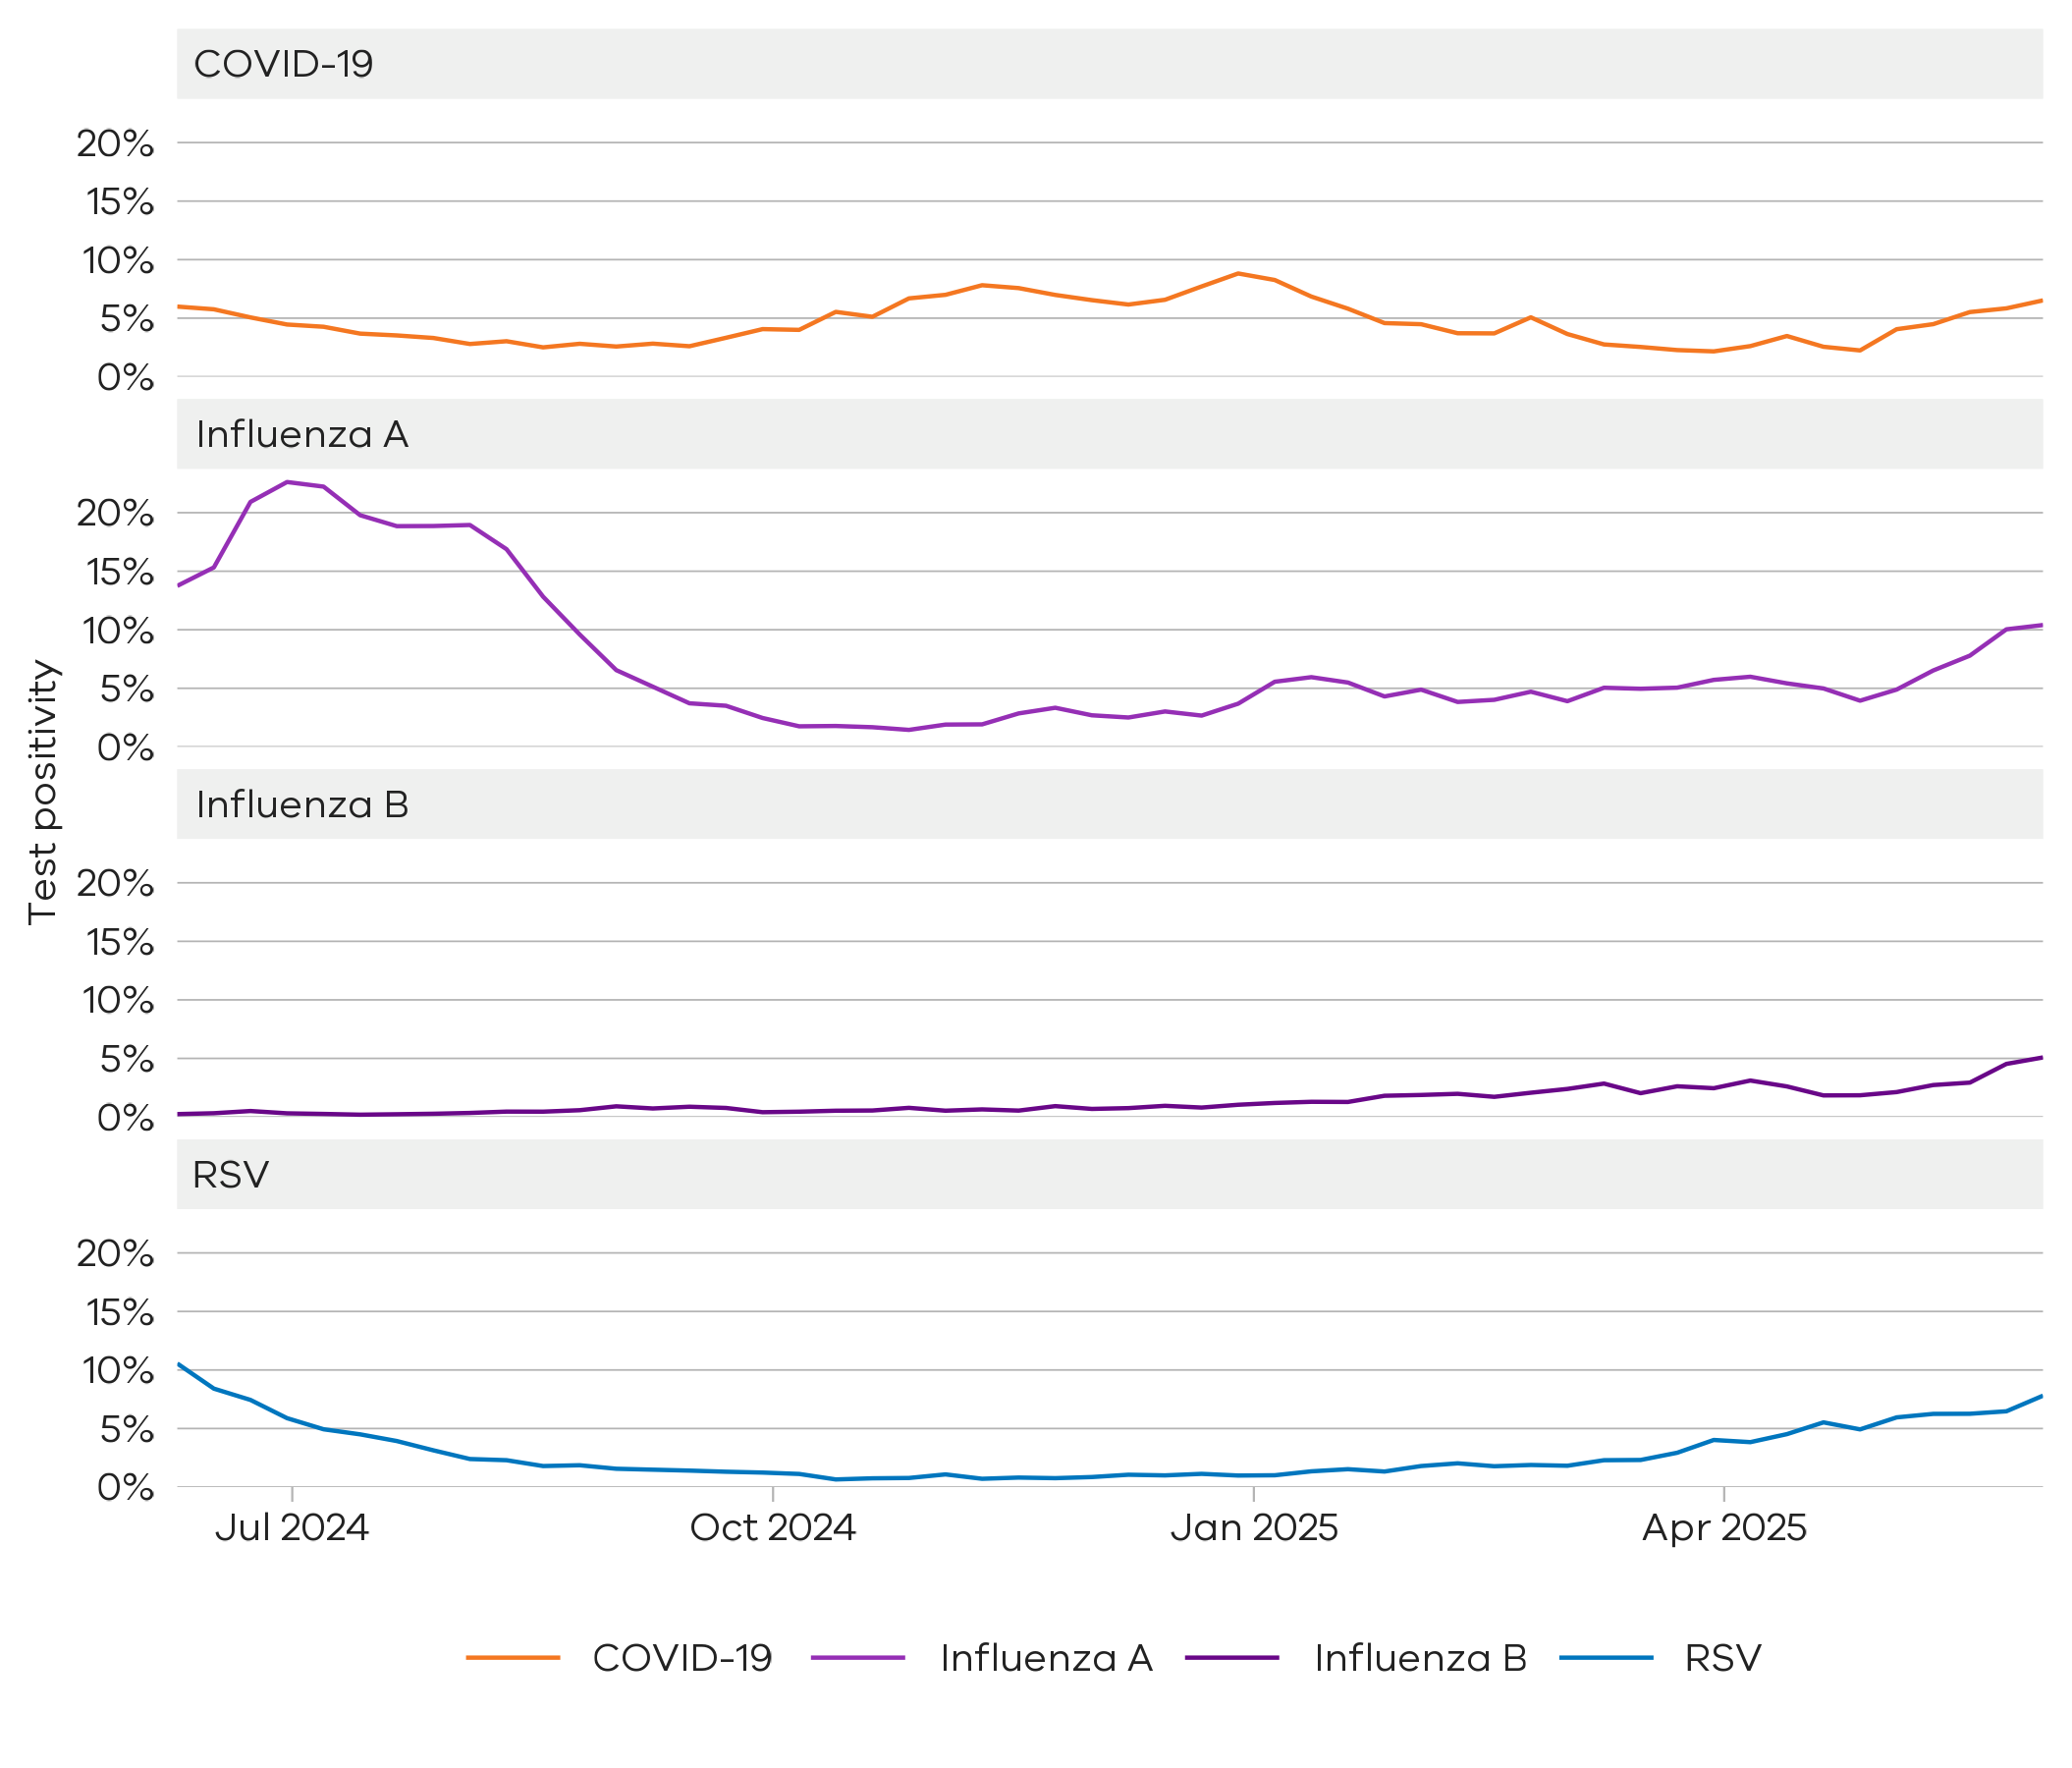 COVID-19
20%
15%
10%
5%
0%
Influenza A
20%
15%
10%
5%
0%
Test positivity
Influenza B
20%
15%
10%
5%
0%
RSV
20%
15%
10%
5%
0%
Jul 2024 Oct 2024 Jan 2025 Apr 2025
COVID-19 Influenza A Influenza B RSV